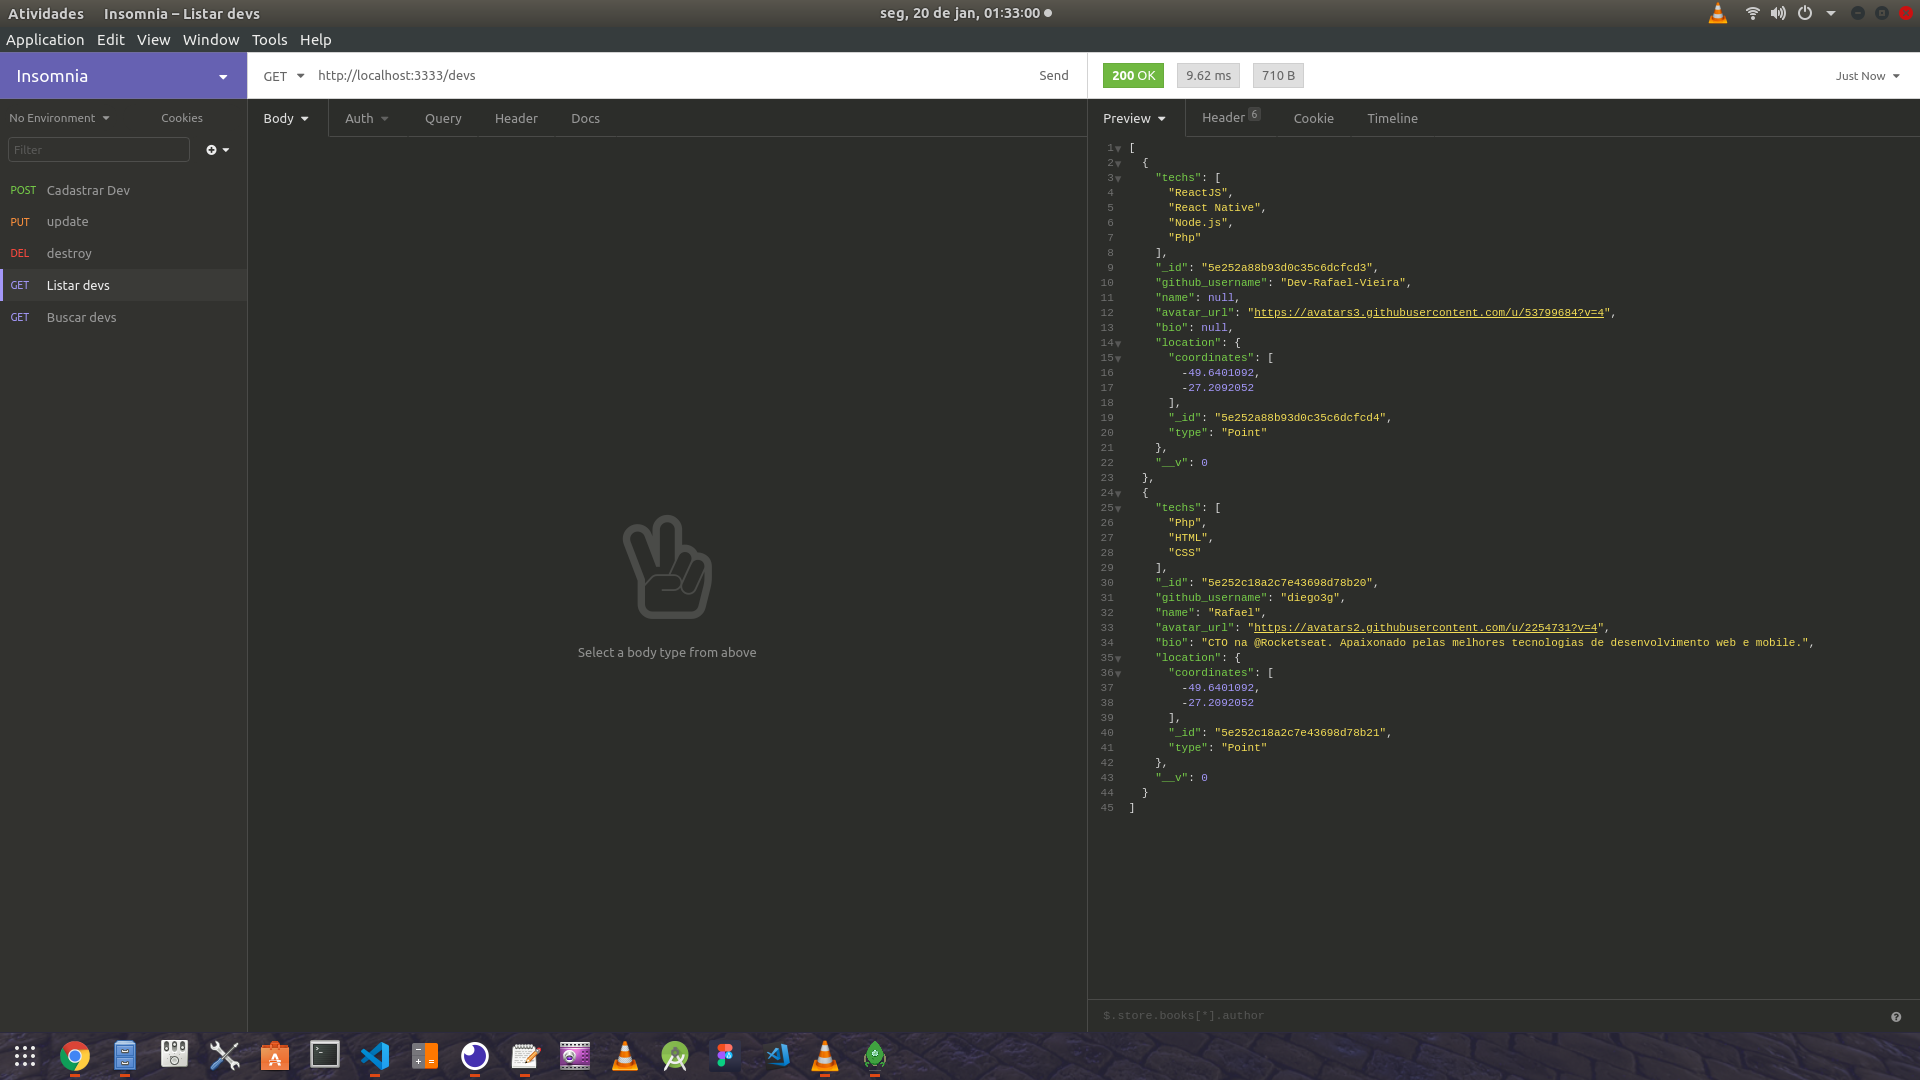 Atividades Insomnia – Listar devs seg, 20 de jan, 01:33:00
Application Edit View Window Tools Help
Insomnia
GET http://localhost:3333/devs Send
200 OK 9.62 ms 710 B Just Now
No Environment Cookies
Filter
POST Cadastrar Dev
PUT update
DEL destroy
GET Listar devs
GET Buscar devs
Body Auth Query Header Docs
Select a body type from above
Preview Header 6 Cookie Timeline
1 [
2 {
3 "techs": [
4 "ReactJS",
5 "React Native",
6 "Node.js",
7 "Php"
8 ],
9 "_id": "5e252a88b93d0c35c6dcfcd3",
10 "github_username": "Dev-Rafael-Vieira",
11 "name": null,
12 "avatar_url": "https://avatars3.githubusercontent.com/u/53799684?v=4",
13 "bio": null,
14 "location": {
15 "coordinates": [
16 -49.6401092,
17 -27.2092052
18 ],
19 "_id": "5e252a88b93d0c35c6dcfcd4",
20 "type": "Point"
21 },
22 "__v": 0
23 },
24 {
25 "techs": [
26 "Php",
27 "HTML",
28 "CSS"
29 ],
30 "_id": "5e252c18a2c7e43698d78b20",
31 "github_username": "diego3g",
32 "name": "Rafael",
33 "avatar_url": "https://avatars2.githubusercontent.com/u/2254731?v=4",
34 "bio": "CTO na @Rocketseat. Apaixonado pelas melhores tecnologias de desenvolvimento web e mobile.",
35 "location": {
36 "coordinates": [
37 -49.6401092,
38 -27.2092052
39 ],
40 "_id": "5e252c18a2c7e43698d78b21",
41 "type": "Point"
42 },
43 "__v": 0
44 }
45 ]
$.store.books[*].author